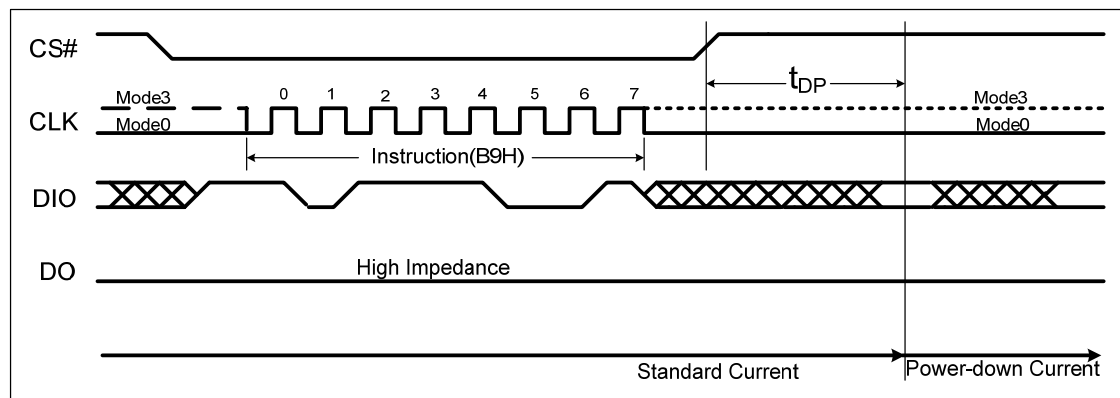 CS#
t_DP
0 1 2 3 4 5 6 7
Mode3 Mode3
CLK
Mode0 Mode0
Instruction(B9H)
DIO
High Impedance
DO
Standard Current Power-down Current